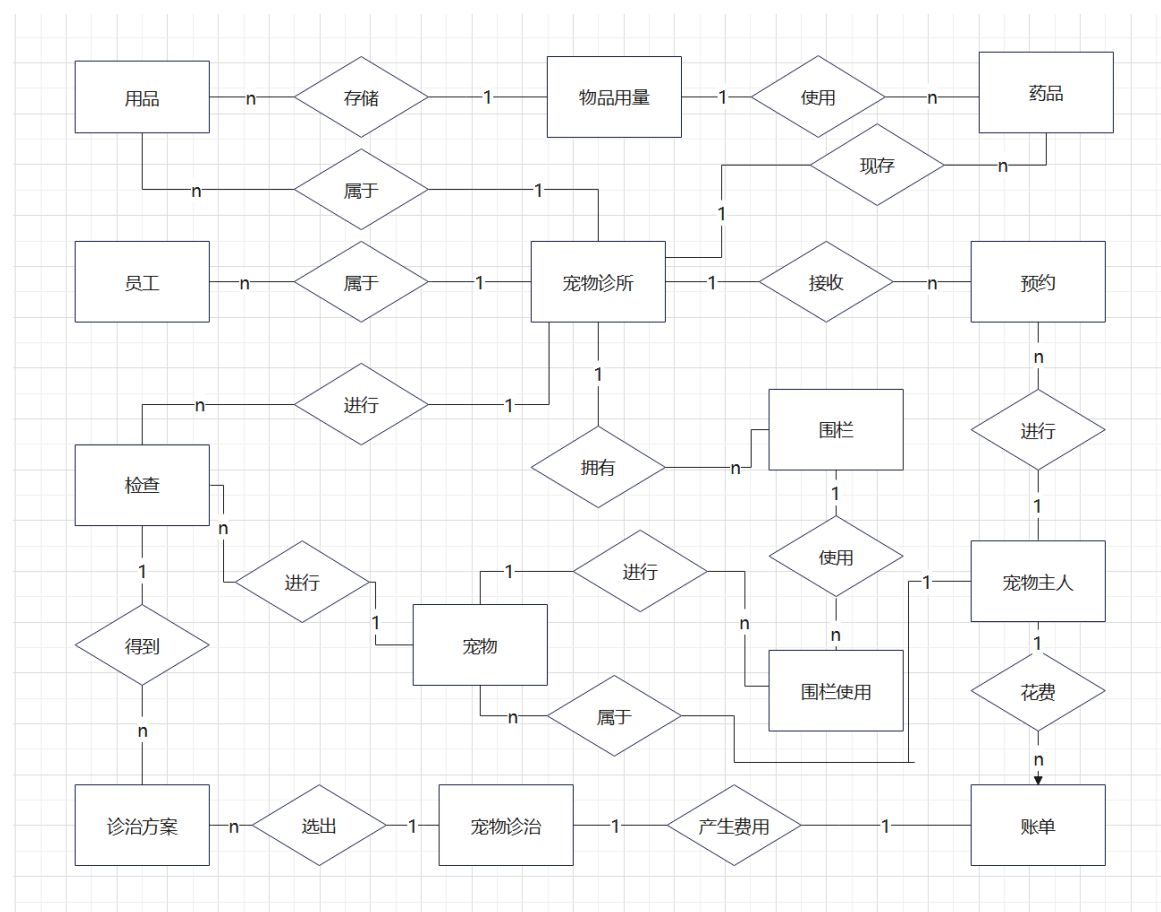 用品
n
存储
1
物品用量
1
使用
n
药品
n
属于
1
1
现存
n
员工
n
属于
1
宠物诊所
1
接收
n
预约
n
进行
1
1
拥有
n
围栏
n
进行
1
检查
n
进行
1
宠物
1
进行
n
1
使用
n
围栏使用
1
宠物主人
1
得到
n
n
属于
1
花费
n
诊治方案
n
选出
1
宠物诊治
1
产生费用
1
账单